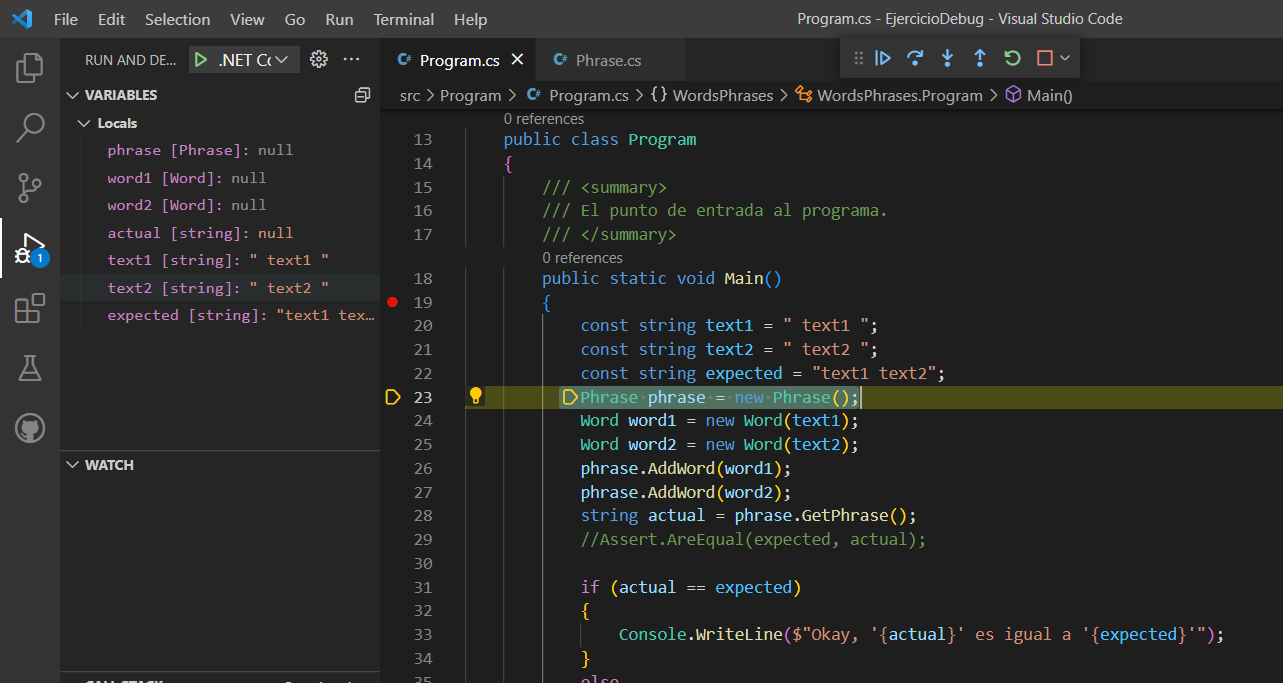 File Edit Selection View Go Run Terminal Help
Program.cs - EjercicioDebug - Visual Studio Code
RUN AND DE... .NET Co
Program.cs
Phrase.cs
src > Program > Program.cs > {} WordsPhrases > WordsPhrases.Program > Main()
VARIABLES
Locals
phrase [Phrase]: null
word1 [Word]: null
word2 [Word]: null
actual [string]: null
text1 [string]: " text1 "
text2 [string]: " text2 "
expected [string]: "text1 tex...
1
WATCH
CALL STACK
0 references
13 public class Program
14 {
15 /// <summary>
16 /// El punto de entrada al programa.
17 /// </summary>
0 references
18 public static void Main()
19 {
20 const string text1 = " text1 ";
21 const string text2 = " text2 ";
22 const string expected = "text1 text2";
23 Phrase phrase = new Phrase();
24 Word word1 = new Word(text1);
25 Word word2 = new Word(text2);
26 phrase.AddWord(word1);
27 phrase.AddWord(word2);
28 string actual = phrase.GetPhrase();
29 //Assert.AreEqual(expected, actual);
30
31 if (actual == expected)
32 {
33 Console.WriteLine($"Okay, '{actual}' es igual a '{expected}'");
34 }
35 else